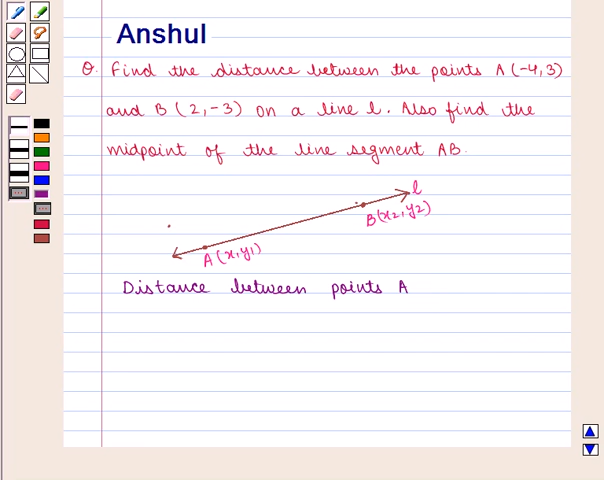 Anshul
Q. Find the distance between the points A (-4, 3)
and B (2, -3) on a line l. Also find the
midpoint of the line segment AB.
l
B(x2, y2)
A (x, y1)
Distance between points A